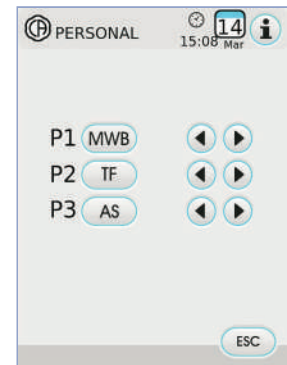 PERSONAL
15:08
14
Mar
i
P1 MWB
P2 TF
P3 AS
ESC